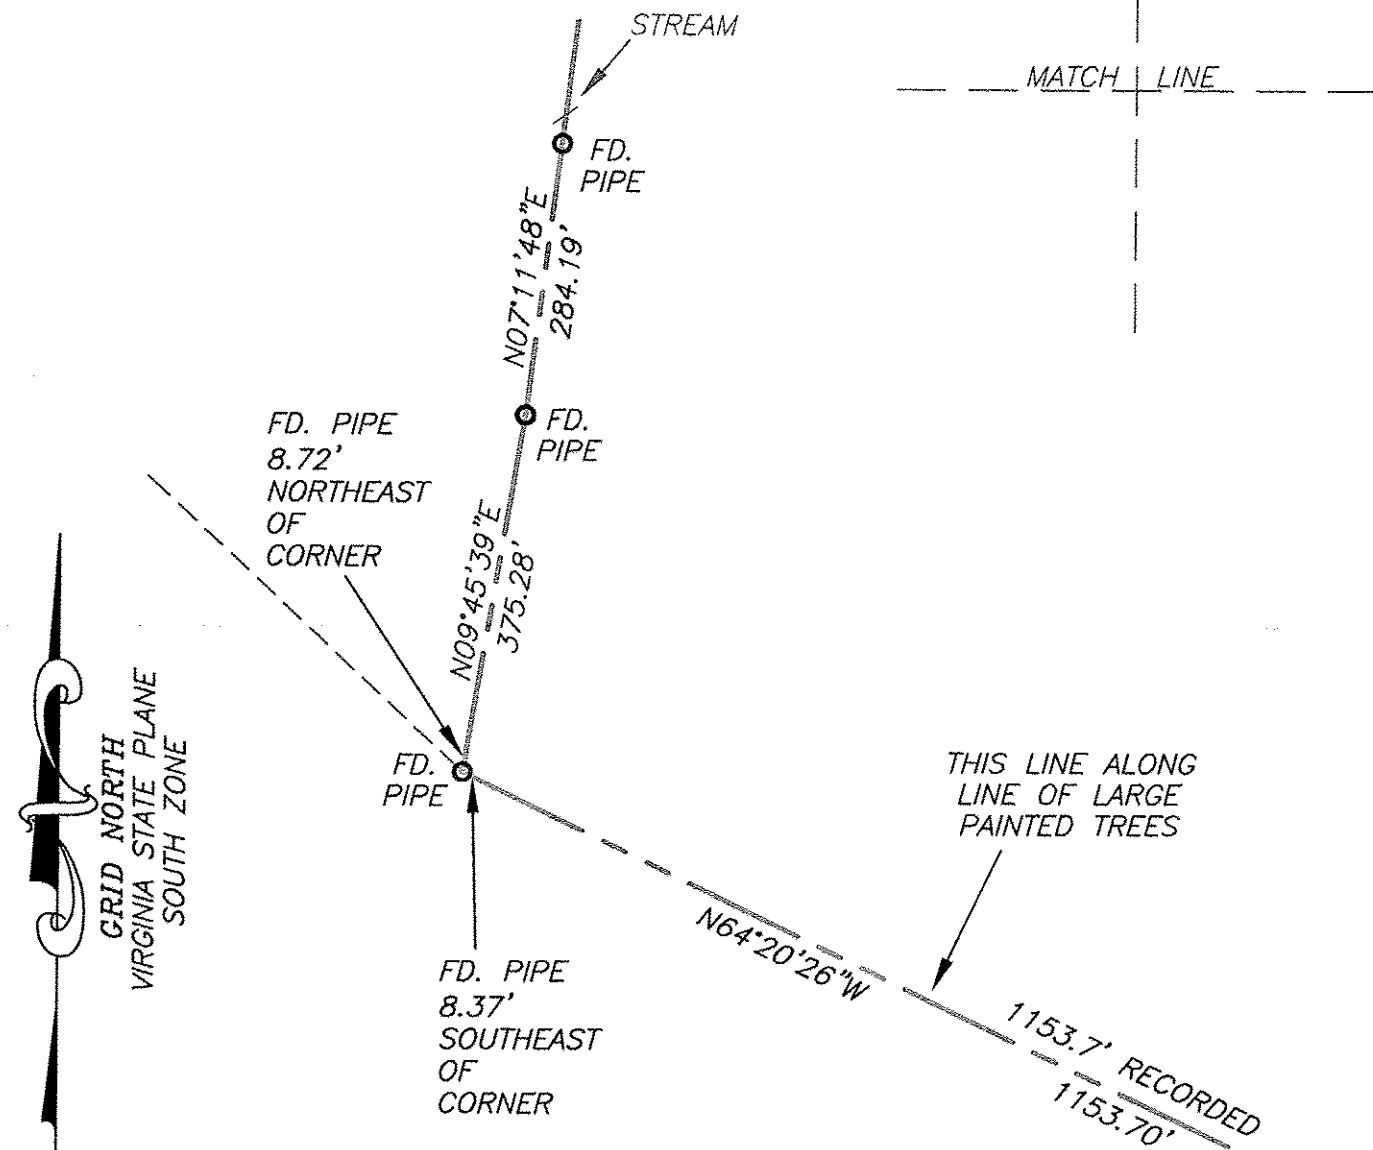 STREAM
MATCH LINE
FD.
PIPE
N07°11'48"E
284.19'
FD. PIPE
8.72'
NORTHEAST
OF
CORNER
FD.
PIPE
N09°45'39"E
375.28'
GRID NORTH
VIRGINIA STATE PLANE
SOUTH ZONE
FD.
PIPE
THIS LINE ALONG
LINE OF LARGE
PAINTED TREES
N64°20'26"W
FD. PIPE
8.37'
SOUTHEAST
OF
CORNER
1153.7' RECORDED
1153.70'